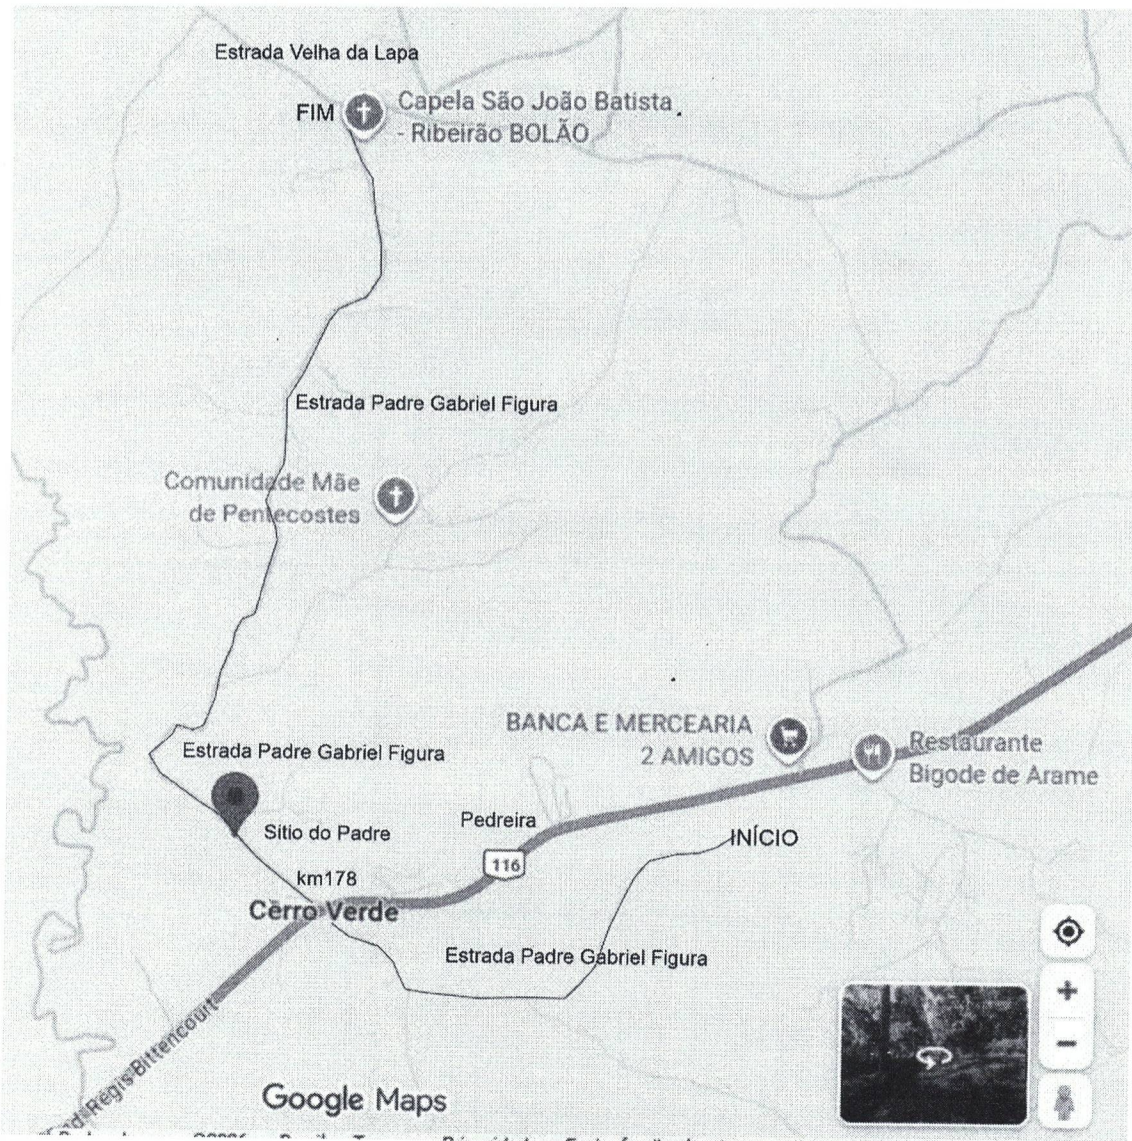 Estrada Velha da Lapa
FIM
Capela São João Batista
- Ribeirão BOLÃO
Estrada Padre Gabriel Figura
Comunidade Mãe
de Pentecostes
BANCA E MERCEARIA
2 AMIGOS
Restaurante
Bigode de Arame
Estrada Padre Gabriel Figura
Sitio do Padre
Pedreira
INÍCIO
116
km178
Cerro Verde
Estrada Padre Gabriel Figura
Régis Bittencourt
Google Maps